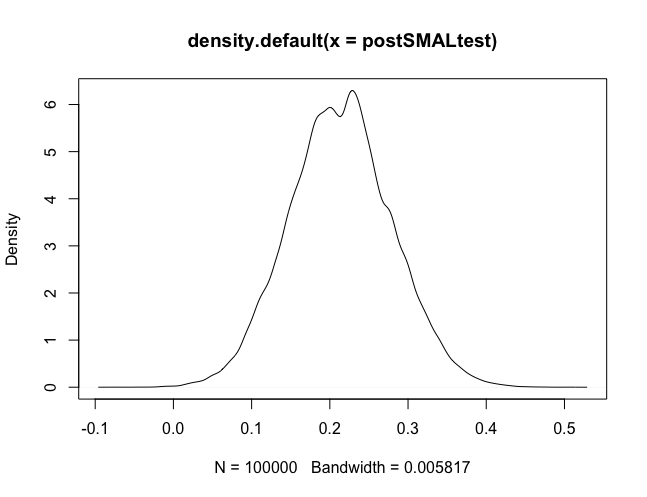 density.default(x = postSMALtest)
Density
6
5
4
3
2
1
0
-0.1 0.0 0.1 0.2 0.3 0.4 0.5
N = 100000 Bandwidth = 0.005817